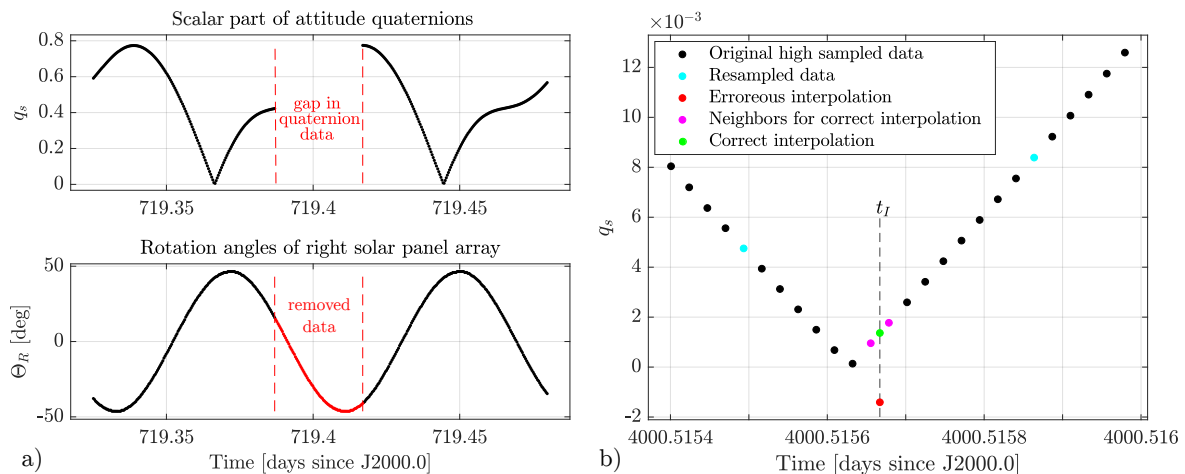 Scalar part of attitude quaternions
0.8
0.6
0.4
0.2
0
q_s
gap in
quaternion
data
719.35
719.4
719.45
Rotation angles of right solar panel array
50
0
-50
Θ_R [deg]
removed
data
719.35
719.4
719.45
a)
Time [days since J2000.0]
×10⁻³
12
10
8
6
4
2
0
-2
q_s
Original high sampled data
Resampled data
Erroreous interpolation
Neighbors for correct interpolation
Correct interpolation
t_I
4000.5154
4000.5156
4000.5158
4000.516
b)
Time [days since J2000.0]